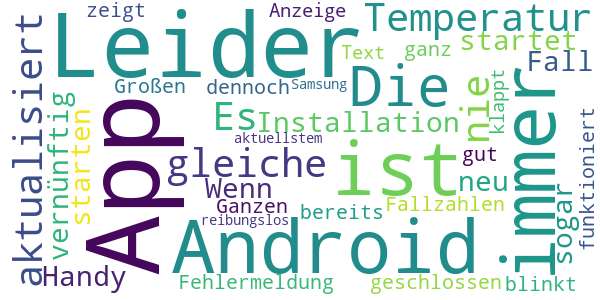 zeigt
Anzeige
Temperatur
Leider
Text
ganz
startet
Fall
Großen
dennoch
Samsung
Die
klappt
nie
aktualisiert
vernünftig
starten
App
Es
Installation
aktuellstem
immer
funktioniert
gleiche
ist
gut
Wenn
neu
sogar
Ganzen
bereits
Fallzahlen
reibungslos
Android
Handy
Fehlermeldung
geschlossen
blinkt